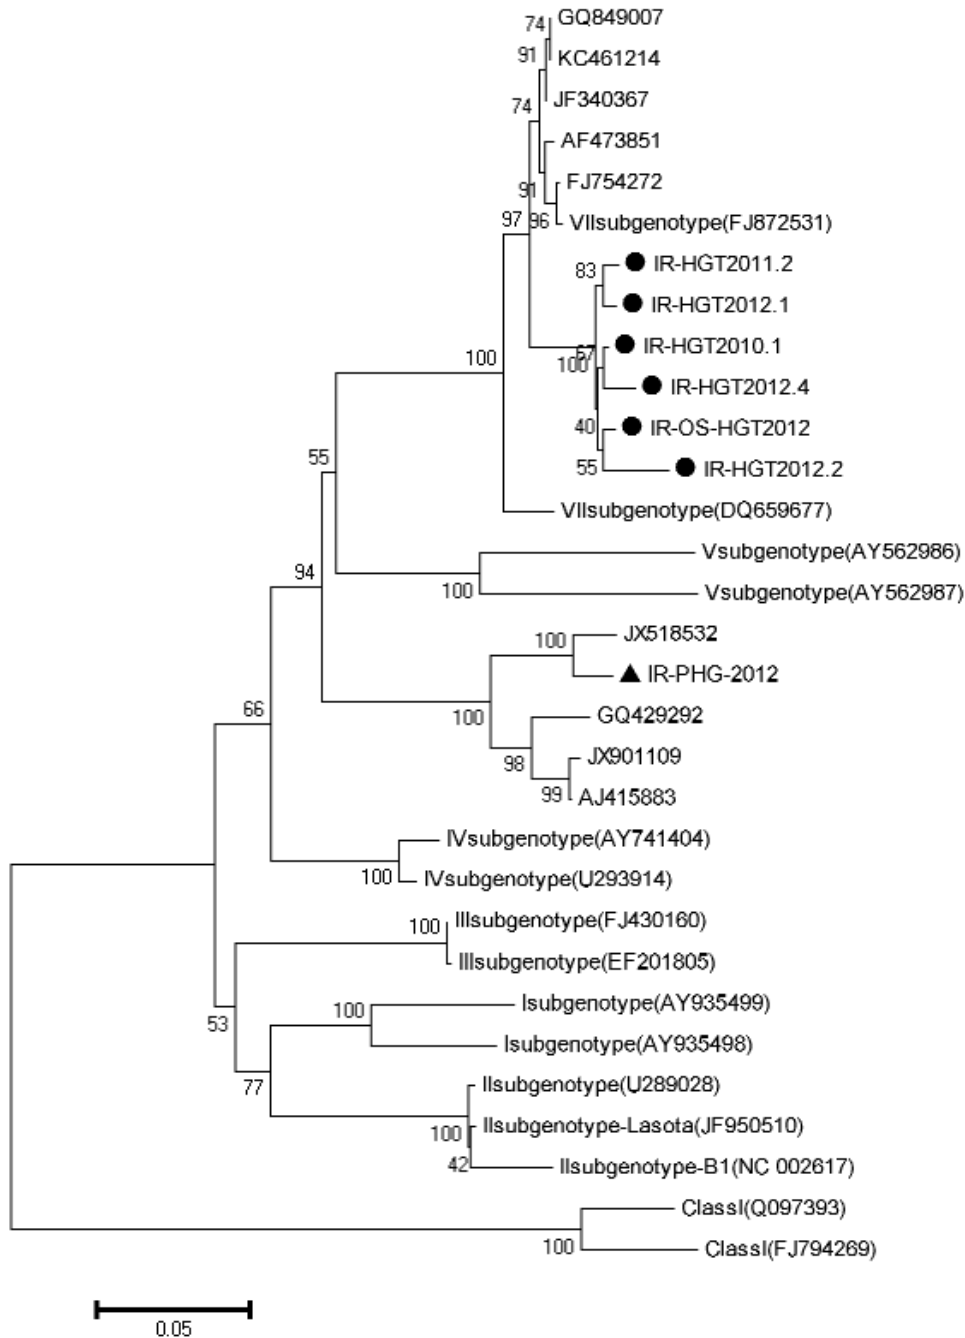 GQ849007
74
91
KC461214
JF340367
74
AF473851
FJ754272
91
97
96
VIIsubgenotype(FJ872531)
IR-HGT2011.2
83
IR-HGT2012.1
IR-HGT2010.1
67
100
100
IR-HGT2012.4
40
IR-OS-HGT2012
55
IR-HGT2012.2
55
VIIsubgenotype(DQ659677)
Vsubgenotype(AY562986)
94
100
Vsubgenotype(AY562987)
JX518532
100
IR-PHG-2012
66
100
GQ429292
98
JX901109
99
AJ415883
IVsubgenotype(AY741404)
100
IVsubgenotype(U293914)
IIIsubgenotype(FJ430160)
100
IIIsubgenotype(EF201805)
Isubgenotype(AY935499)
100
53
Isubgenotype(AY935498)
77
IIsubgenotype(U289028)
IIsubgenotype-Lasota(JF950510)
100
42
IIsubgenotype-B1(NC 002617)
ClassI(Q097393)
100
ClassI(FJ794269)
0.05